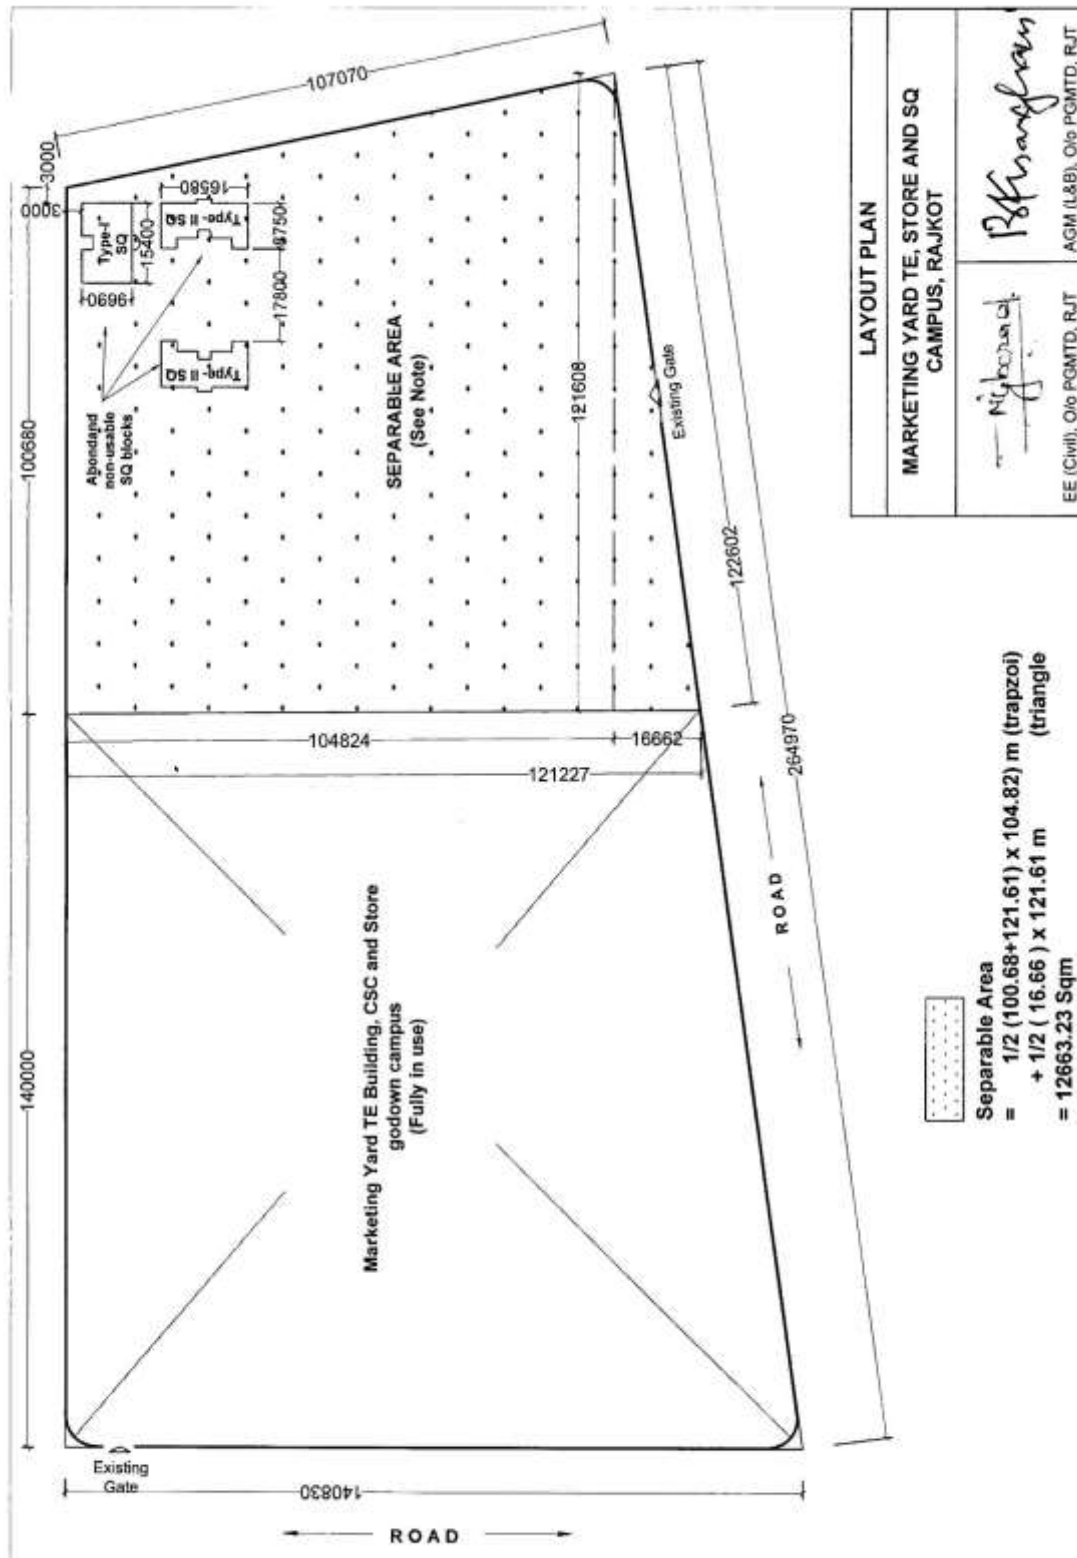 107070
3000
3000
Type-I
SQ
15400
9690
16580
Type-II SQ
8750
17800
Type-II SQ
Abondand
non-usable
SQ blocks
100680
SEPARABLE AREA
(See Note)
121608
Existing Gate
122602
264970
104824
16662
121227
ROAD
Marketing Yard TE Building, CSC and Store
godown campus
(Fully in use)
140000
Existing
Gate
140830
ROAD
Separable Area
= 1/2 (100.68+121.61) x 104.82) m (trapzoi)
+ 1/2 ( 16.66 ) x 121.61 m (triangle
= 12663.23 Sqm
LAYOUT PLAN
MARKETING YARD TE, STORE AND SQ
CAMPUS, RAJKOT
EE (Civil), O/o PGMTD, RJT
AGM (L&B), O/o PGMTD, RJT